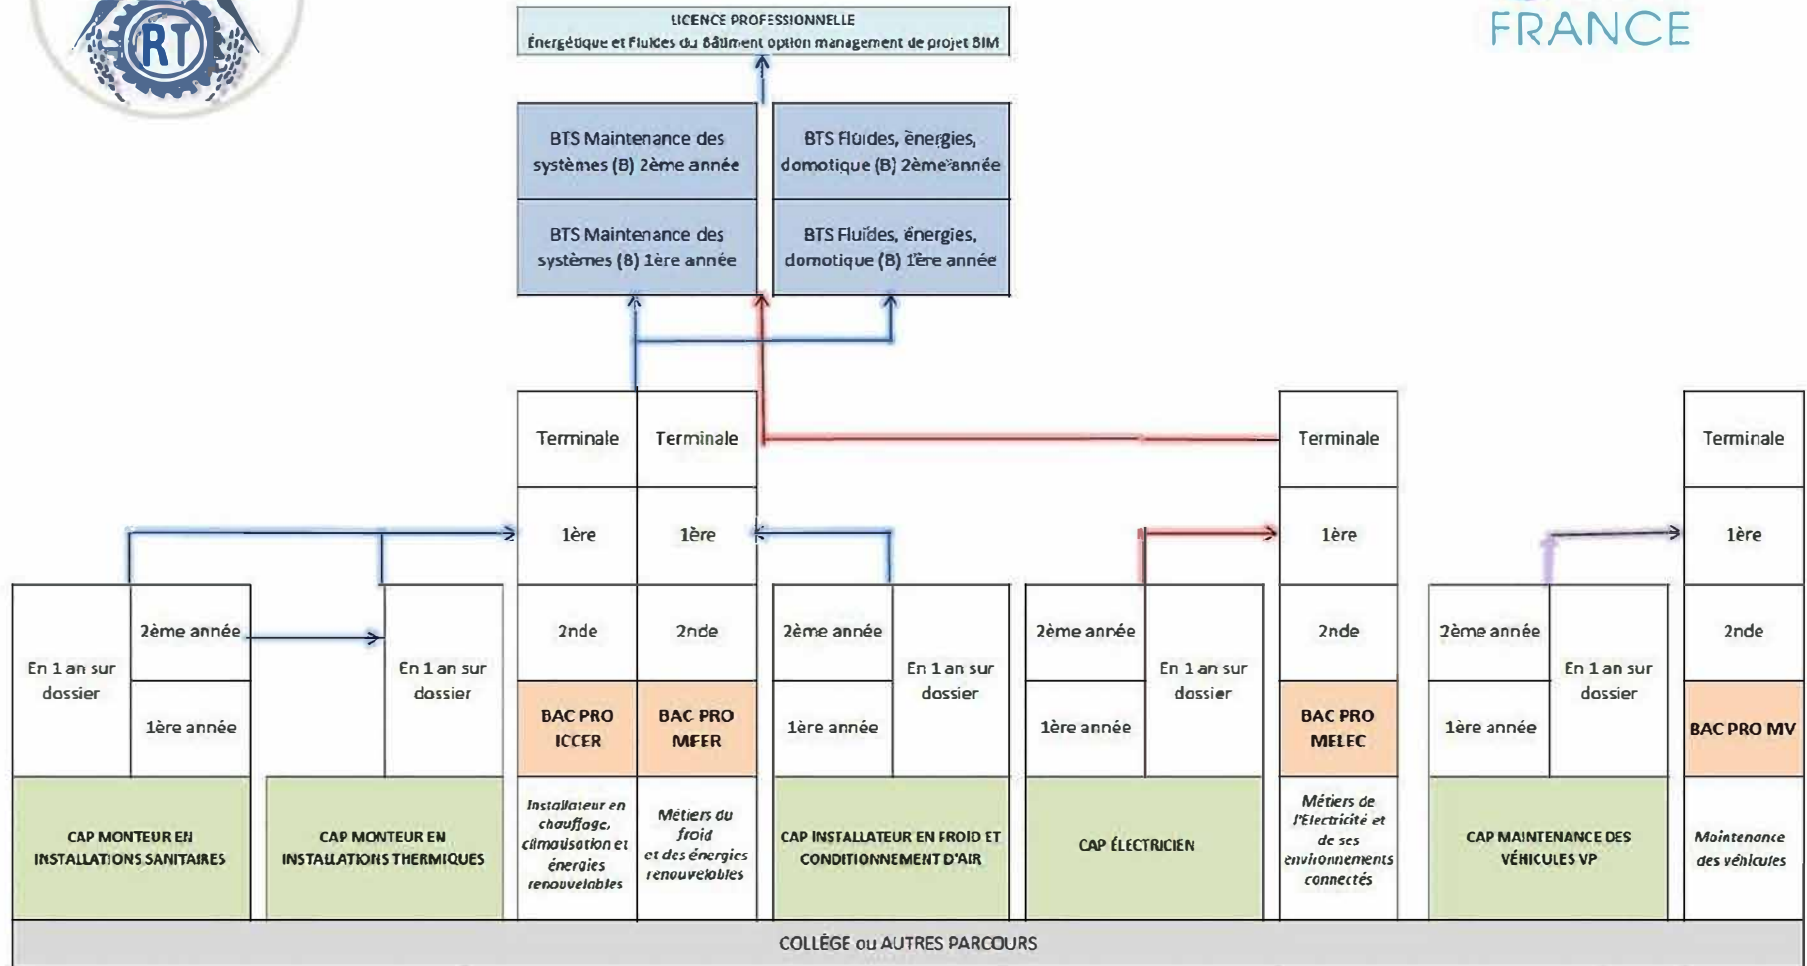 RT
FRANCE
LICENCE PROFESSIONNELLE
Énergétique et Fluides du Bâtiment option management de projet BIM
BTS Maintenance des
systèmes (B) 2ème année
BTS Fluides, énergies,
domotique (B) 2ème année
BTS Maintenance des
systèmes (B) 1ère année
BTS Fluides, énergies,
domotique (B) 1ère année
Terminale
Terminale
Terminale
Terminale
1ère
1ère
1ère
1ère
En 1 an sur
dossier
2ème année
1ère année
En 1 an sur
dossier
2nde
2nde
2ème année
1ère année
En 1 an sur
dossier
2ème année
1ère année
En 1 an sur
dossier
2nde
2ème année
1ère année
En 1 an sur
dossier
2nde
BAC PRO
ICCER
BAC PRO
MFER
BAC PRO
MELEC
BAC PRO MV
CAP MONTEUR EN
INSTALLATIONS SANITAIRES
CAP MONTEUR EN
INSTALLATIONS THERMIQUES
Installateur en
chauffage,
climatisation et
énergies
renouvelables
Métiers du
froid
et des énergies
renouvelables
CAP INSTALLATEUR EN FROID ET
CONDITIONNEMENT D'AIR
CAP ÉLECTRICIEN
Métiers de
l'Electricité et
de ses
environnements
connectés
CAP MAINTENANCE DES
VÉHICULES VP
Maintenance
des véhicules
COLLÈGE ou AUTRES PARCOURS